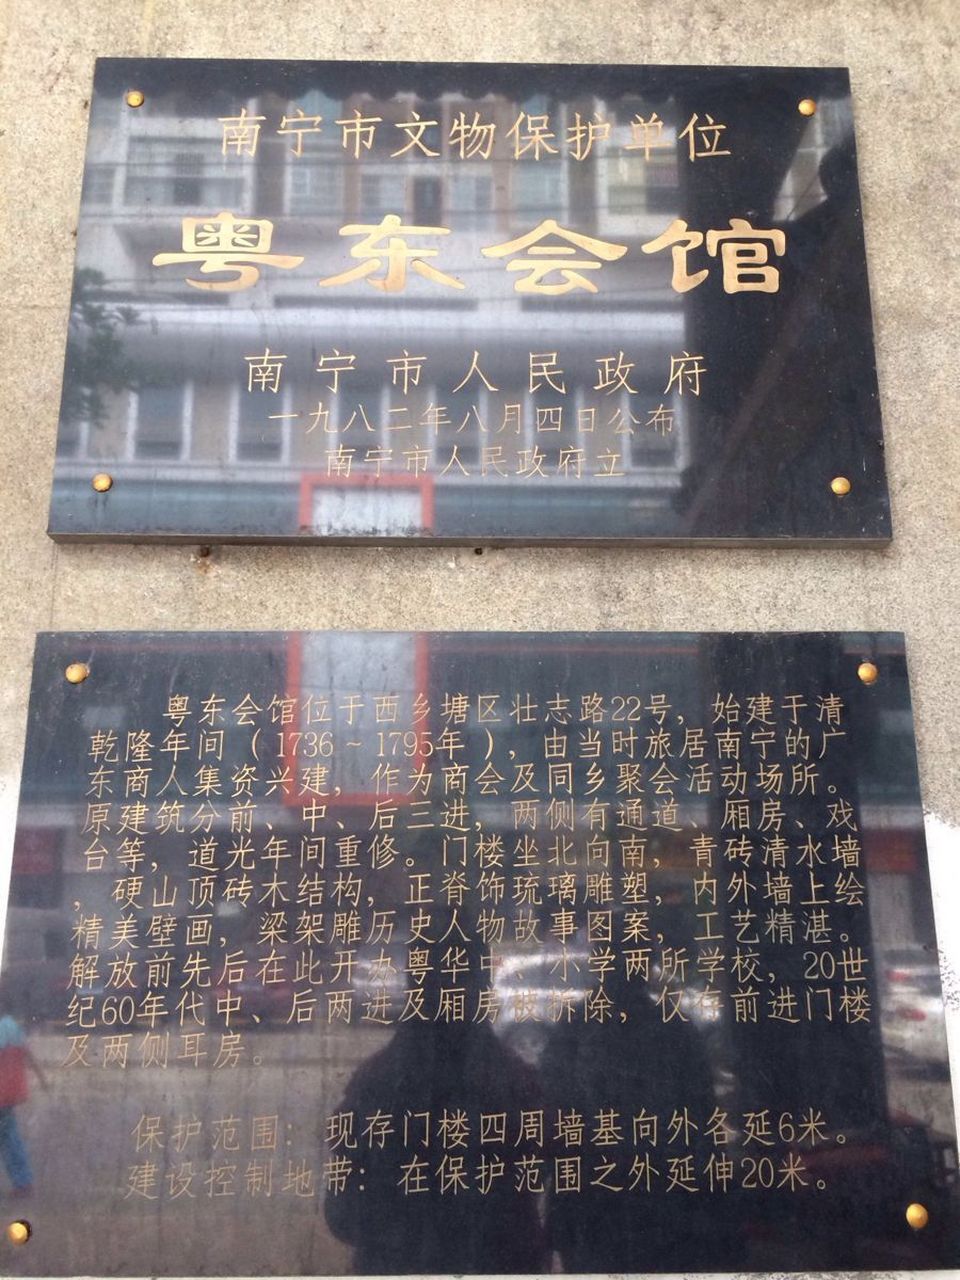 南宁市文物保护单位
粤东会馆
南宁市人民政府
一九八二年八月四日公布
南宁市人民政府立
粤东会馆位于西乡塘区壮志路22号，始建于清
乾隆年间（1736～1795年），由当时旅居南宁的广
东商人集资兴建，作为商会及同乡聚会活动场所。
原建筑分前、中、后三进，两侧有通道、厢房、戏
台等，道光年间重修。门楼坐北向南，青砖清水墙
，硬山顶砖木结构，正脊饰琉璃雕塑，内外墙上绘
精美壁画，梁架雕历史人物故事图案，工艺精湛。
解放前先后在此开办粤华中、小学两所学校，20世
纪60年代中、后两进及厢房被拆除，仅存前进门楼
及两侧耳房。
保护范围：现存门楼四周墙基向外各延6米。
建设控制地带：在保护范围之外延伸20米。